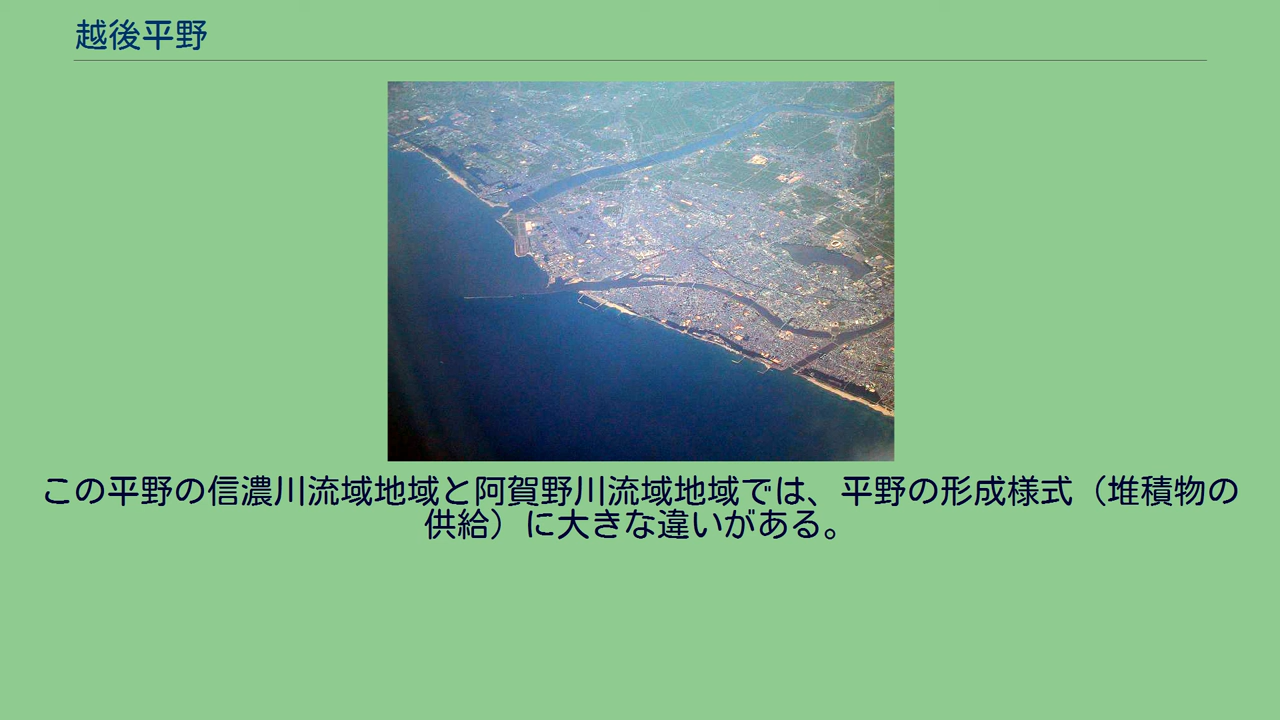 越後平野
この平野の信濃川流域地域と阿賀野川流域地域では、平野の形成様式（堆積物の
供給）に大きな違いがある。